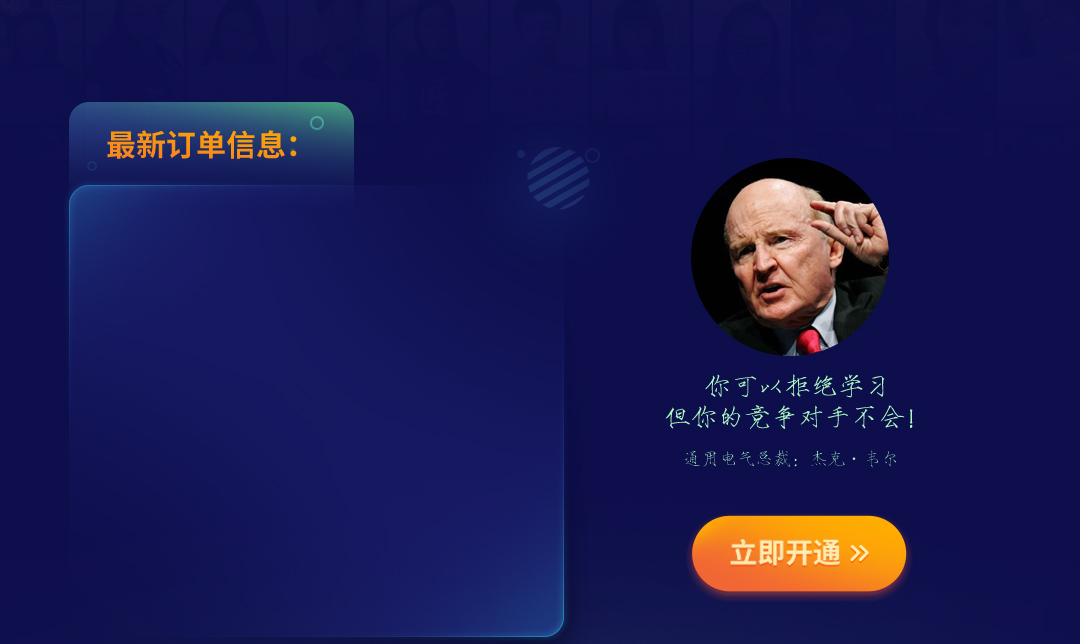 最新订单信息：
你可以拒绝学习
但你的竞争对手不会！
通用电气总裁：杰克·韦尔
立即开通 »